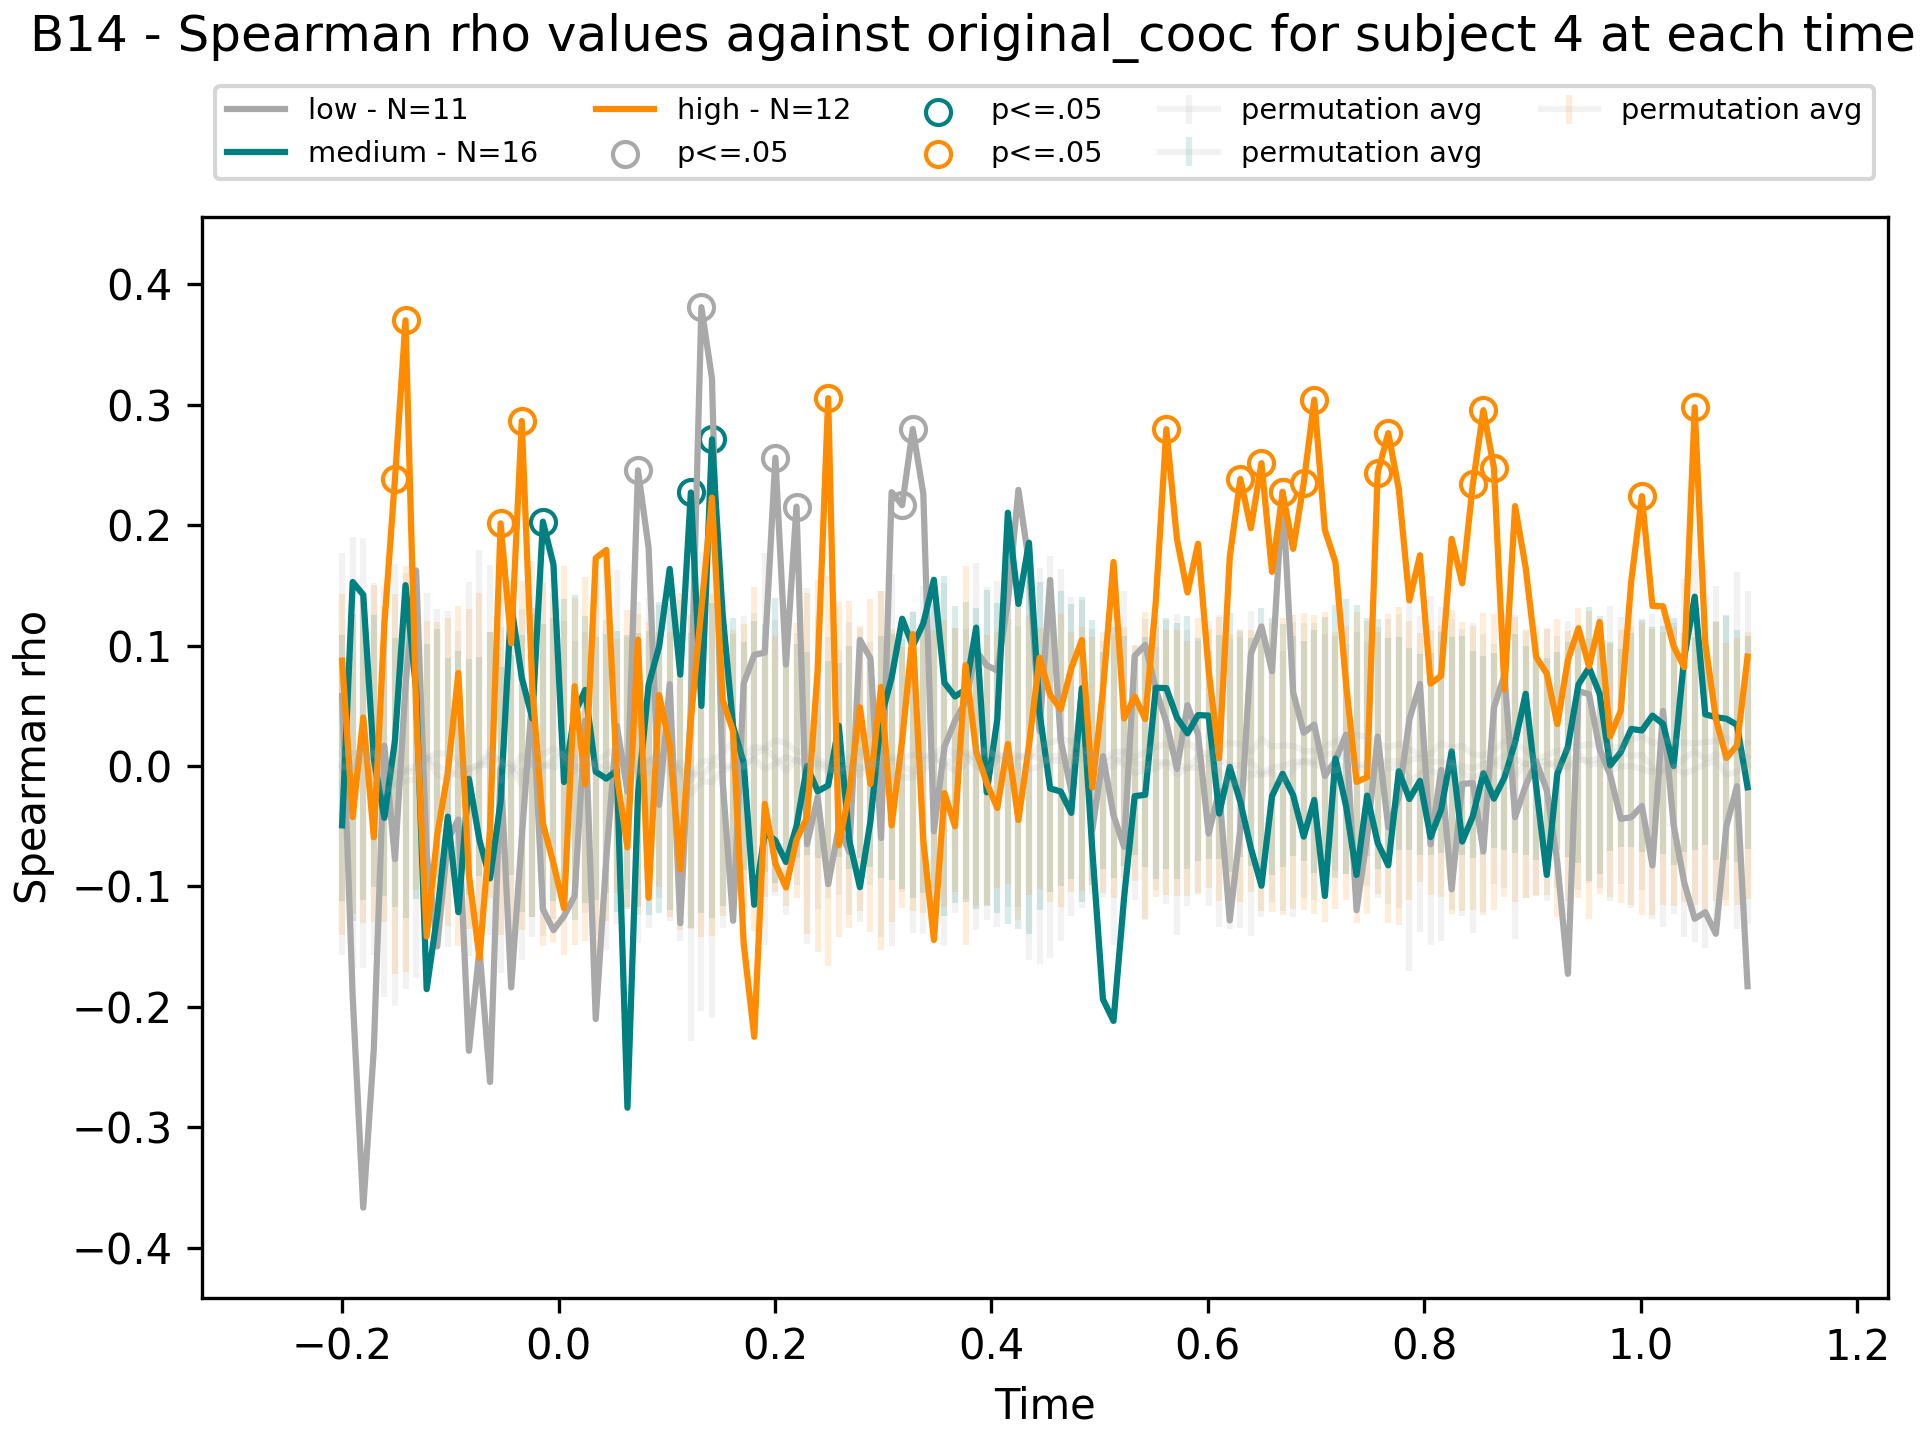 B14 - Spearman rho values against original_cooc for subject 4 at each time
low - N=11
medium - N=16
high - N=12
p<=.05
p<=.05
p<=.05
permutation avg
permutation avg
permutation avg
Spearman rho
0.4
0.3
0.2
0.1
0.0
−0.1
−0.2
−0.3
−0.4
−0.2 0.0 0.2 0.4 0.6 0.8 1.0 1.2
Time